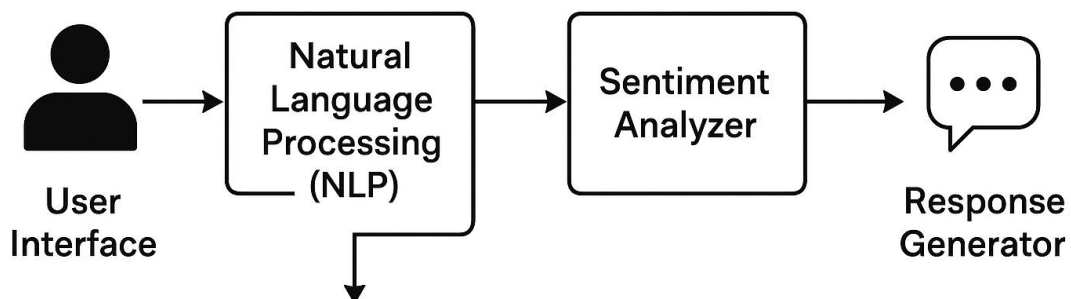 User
Interface
Natural
Language
Processing
(NLP)
Sentiment
Analyzer
Response
Generator